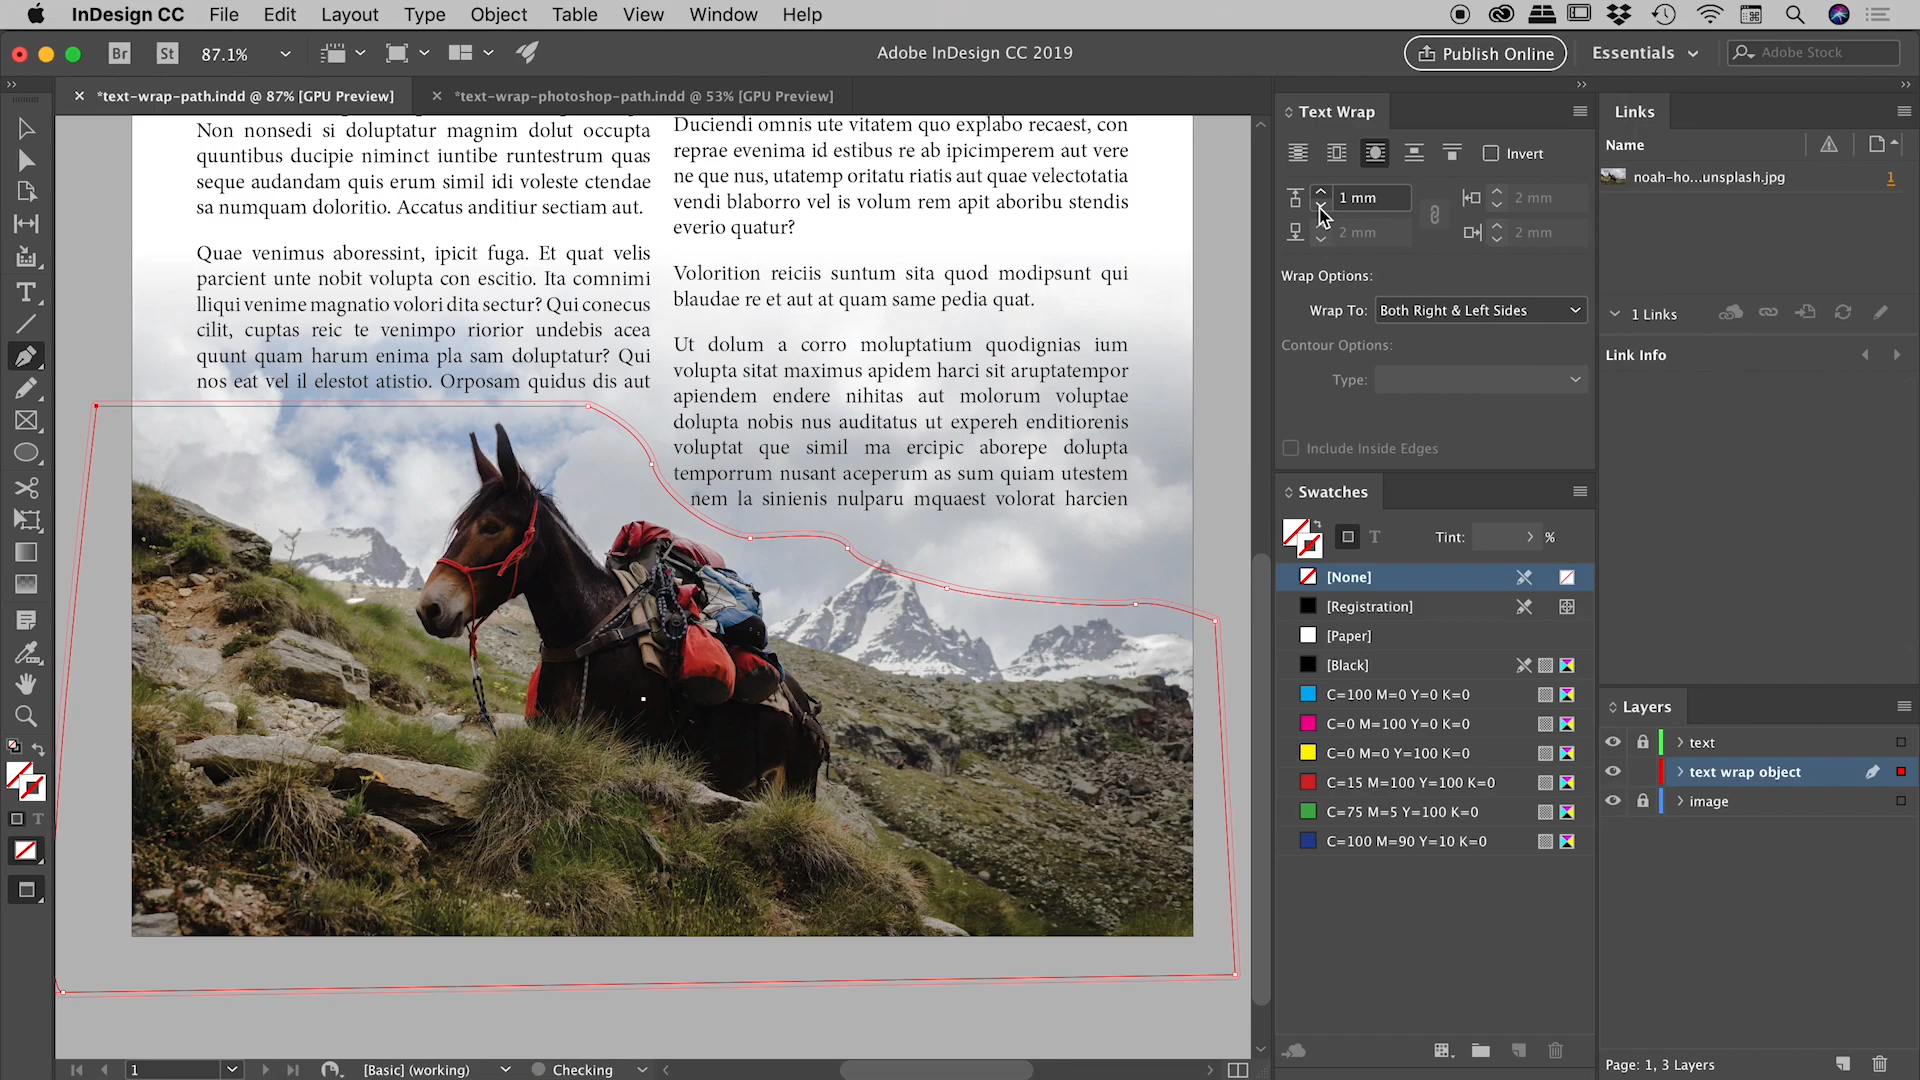 InDesign CC File Edit Layout Type Object Table View Window Help
Br St 87.1% Adobe InDesign CC 2019 Publish Online Essentials Adobe Stock
*text-wrap-path.indd @ 87% [GPU Preview] *text-wrap-photoshop-path.indd @ 53% [GPU Preview]
Non nonsedi si doluptatur magnim dolut occupta
quuntibus ducipie niminct iuntibe runtestrum quas
seque audandam quis erum simil idi voleste ctendae
sa numquam doloritio. Accatus anditiur sectiam aut.
Quae venimus aboressint, ipicit fuga. Et quat velis
parcient unte nobit volupta con escitio. Ita comnimi
lliqui venime magnatio volori dita sectur? Qui conecus
cilit, cuptas reic te venimpo riorior undebis acea
quunt quam harum enima pla sam doluptatur? Qui
nos eat vel il elestot atistio. Orposam quidus dis aut
Duciendi omnis ute vitatem quo explabo recaest, con
reprae evenima id estibus re ab ipicimperem aut vere
ne que nus, utatemp oritatu riatis aut quae velectotatia
vendi blaborro vel is volum rem apit aboribu stendis
everio quatur?
Volorition reiciis suntum sita quod modipsunt qui
blaudae re et aut at quam same pedia quat.
Ut dolum a corro moluptatium quodignias ium
volupta sitat maximus apidem harci sit aruptatempor
apiendem endere nihitas aut molorum voluptae
dolupta nobis nus auditatus ut expereh enditiorenis
voluptat que simil ma ercipic aborepe dolupta
temporrum nusant aceperum as sum quiam utestem
nem la sinienis nulparu mquaest volorat harcien
Text Wrap
Invert
1 mm 2 mm
2 mm 2 mm
Wrap Options:
Wrap To: Both Right & Left Sides
Contour Options:
Type:
Include Inside Edges
Swatches
T Tint: %
[None]
[Registration]
[Paper]
[Black]
C=100 M=0 Y=0 K=0
C=0 M=100 Y=0 K=0
C=0 M=0 Y=100 K=0
C=15 M=100 Y=100 K=0
C=75 M=5 Y=100 K=0
C=100 M=90 Y=10 K=0
Links
Name
noah-ho...unsplash.jpg 1
1 Links
Link Info
Layers
text
text wrap object
image
Page: 1, 3 Layers
1 [Basic] (working) Checking